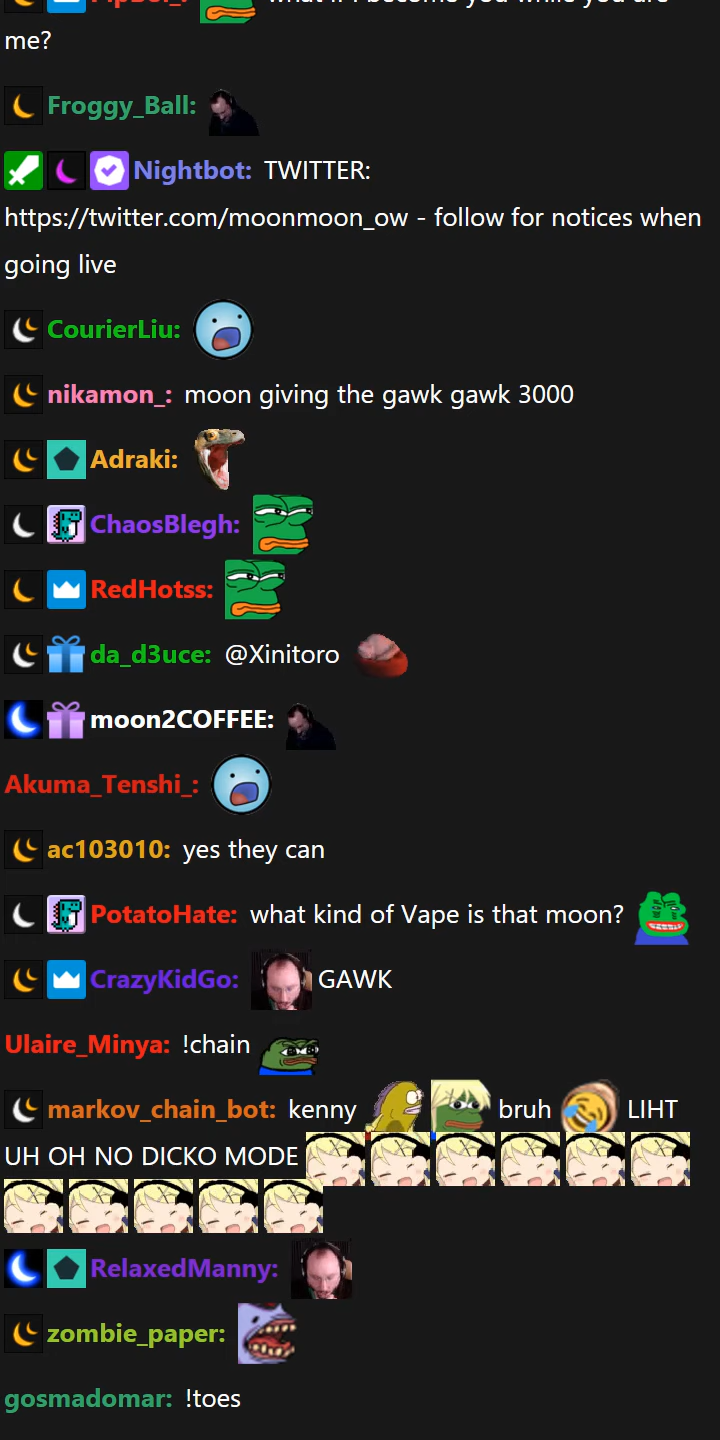 me?
Froggy_Ball:
Nightbot: TWITTER:
https://twitter.com/moonmoon_ow - follow for notices when
going live
CourierLiu:
nikamon_: moon giving the gawk gawk 3000
Adraki:
ChaosBlegh:
RedHotss:
da_d3uce: @Xinitoro
moon2COFFEE:
Akuma_Tenshi_:
ac103010: yes they can
PotatoHate: what kind of Vape is that moon?
CrazyKidGo: GAWK
Ulaire_Minya: !chain
markov_chain_bot: kenny bruh LIHT
UH OH NO DICKO MODE
RelaxedManny:
zombie_paper:
gosmadomar: !toes